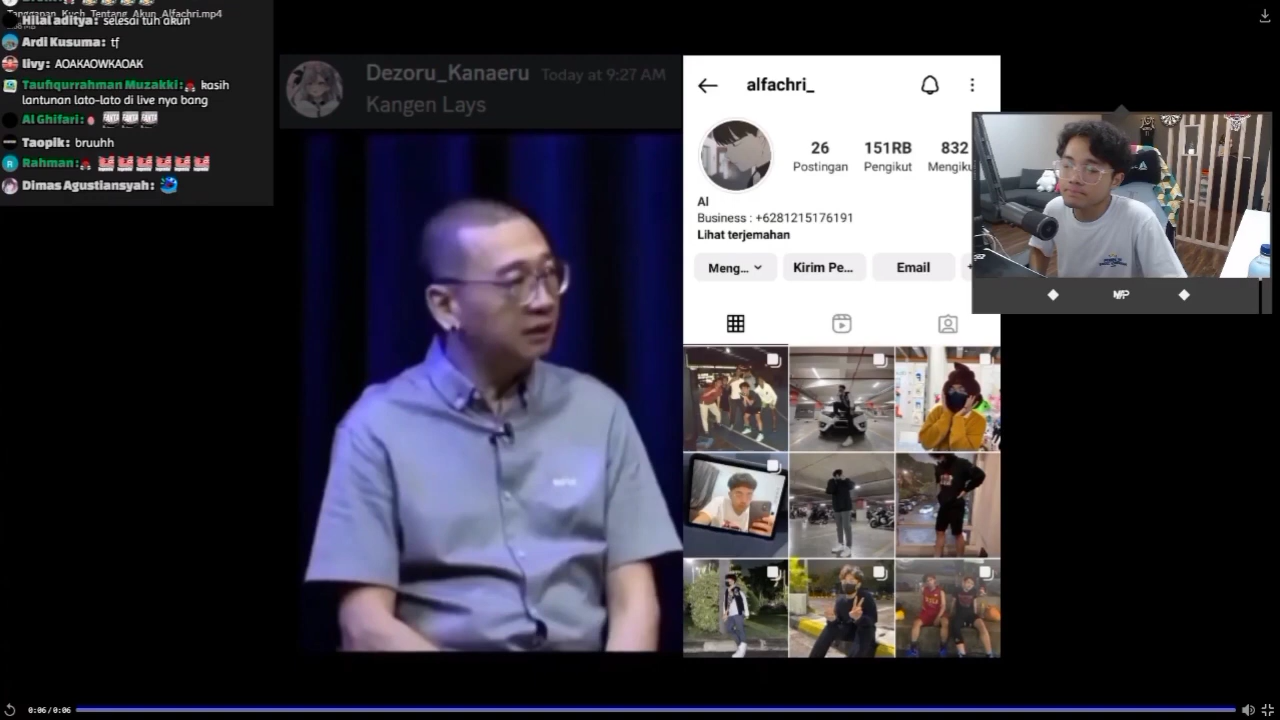 Tanggapan_Kych_Tentang_Akun_Alfachri.mp4
Hilal aditya: selesai tuh akun
Ardi Kusuma: tf
livy: AOAKAOWKAOAK
Taufiqurrahman Muzakki: kasih
lantunan lato-lato di live nya bang
Al Ghifari:
Taopik: bruuhh
R Rahman:
Dimas Agustiansyah:
Dezoru_Kanaeru Today at 9:27 AM
Kangen Lays
alfachri_
26 151RB 832
Postingan Pengikut Mengiku
Al
Business : +6281215176191
Lihat terjemahan
Meng... Kirim Pe... Email
0:06/0:06